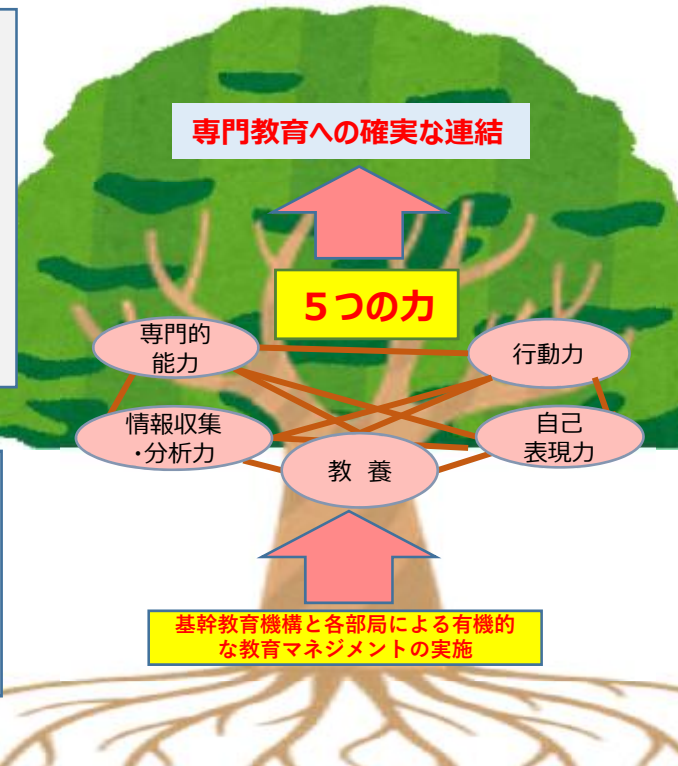 専門教育への確実な連結
５つの力
専門的
能力
行動力
情報収集
・分析力
自己
表現力
教 養
基幹教育機構と各部局による有機的
な教育マネジメントの実施